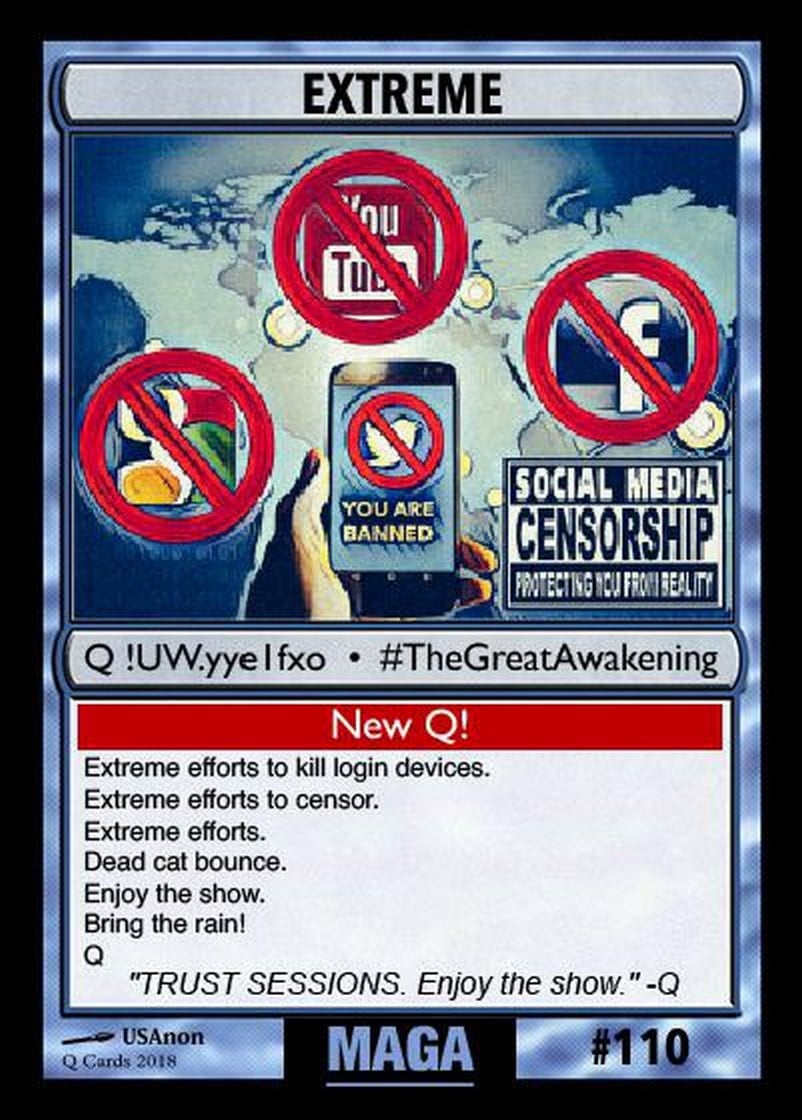 EXTREME
You
Tube
f
YOU ARE
BANNED
SOCIAL MEDIA
CENSORSHIP
PROTECTING YOU FROM REALITY
Q !UW.yye1fxo • #TheGreatAwakening
New Q!
Extreme efforts to kill login devices.
Extreme efforts to censor.
Extreme efforts.
Dead cat bounce.
Enjoy the show.
Bring the rain!
Q
"TRUST SESSIONS. Enjoy the show." -Q
USAnon
Q Cards 2018
MAGA
#110